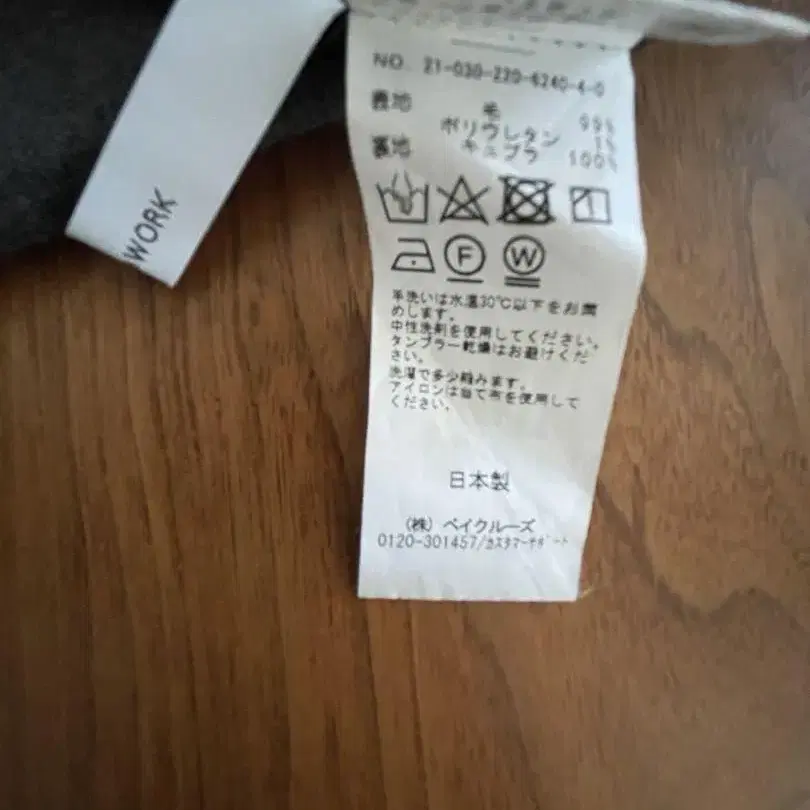 NO. 21-030-220-6240-4-0
表地 毛 99%
ポリウレタン 1%
裏地 キュプラ 100%
F W
手洗いは水温30℃以下をお薦
めします。
中性洗剤を使用してください。
タンブラー乾燥はお避けくだ
さい。
洗濯で多少縮みます。
アイロンは当て布を使用して
ください。
日本製
(株) ベイクルーズ
0120-301457/カスタマーサポート
WORK